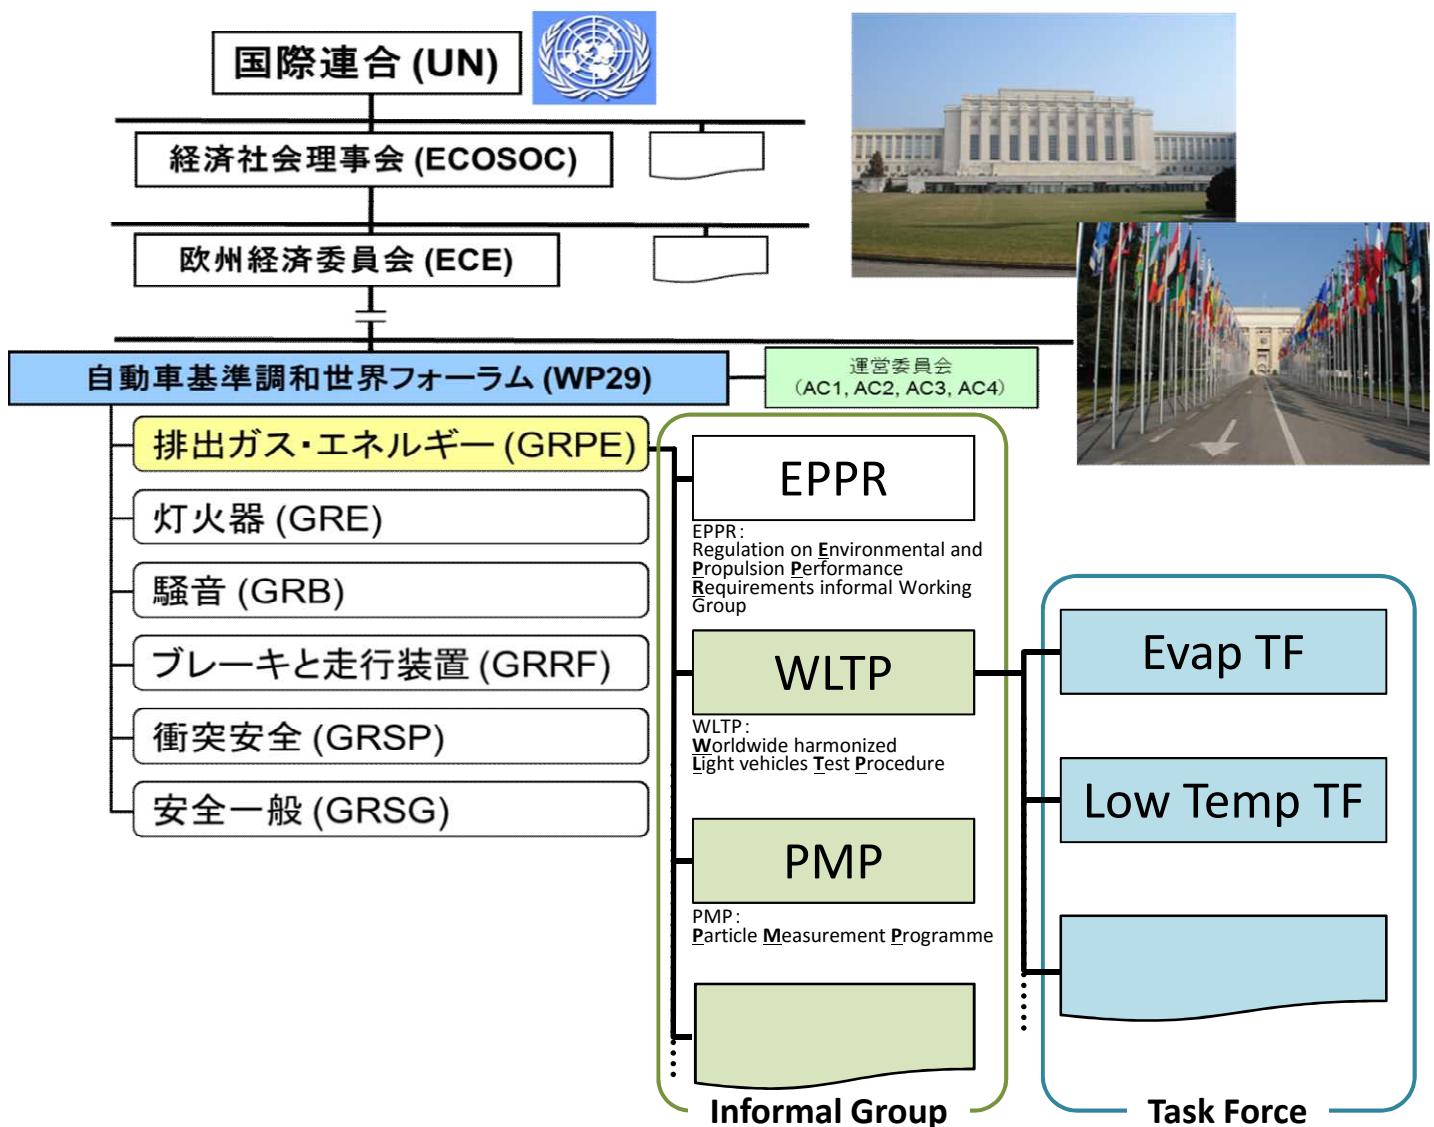 国際連合 (UN)
経済社会理事会 (ECOSOC)
欧州経済委員会 (ECE)
自動車基準調和世界フォーラム (WP29)
運営委員会
（AC1, AC2, AC3, AC4）
排出ガス・エネルギー (GRPE)
灯火器 (GRE)
騒音 (GRB)
ブレーキと走行装置 (GRRF)
衝突安全 (GRSP)
安全一般 (GRSG)
EPPR
EPPR：
Regulation on Environmental and
Propulsion Performance
Requirements informal Working
Group
WLTP
WLTP：
Worldwide harmonized
Light vehicles Test Procedure
PMP
PMP：
Particle Measurement Programme
Informal Group
Evap TF
Low Temp TF
Task Force